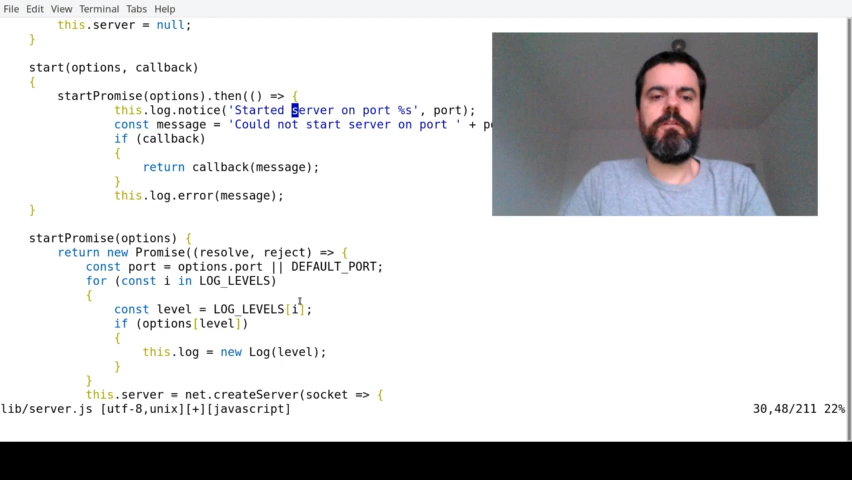 File Edit View Terminal Tabs Help
this.server = null;
}
start(options, callback)
{
startPromise(options).then(() => {
this.log.notice('Started server on port %s', port);
const message = 'Could not start server on port ' + po
if (callback)
{
return callback(message);
}
this.log.error(message);
}
startPromise(options) {
return new Promise((resolve, reject) => {
const port = options.port || DEFAULT_PORT;
for (const i in LOG_LEVELS)
{
const level = LOG_LEVELS[i];
if (options[level])
{
this.log = new Log(level);
}
}
this.server = net.createServer(socket => {
lib/server.js [utf-8,unix][+][javascript] 30,48/211 22%